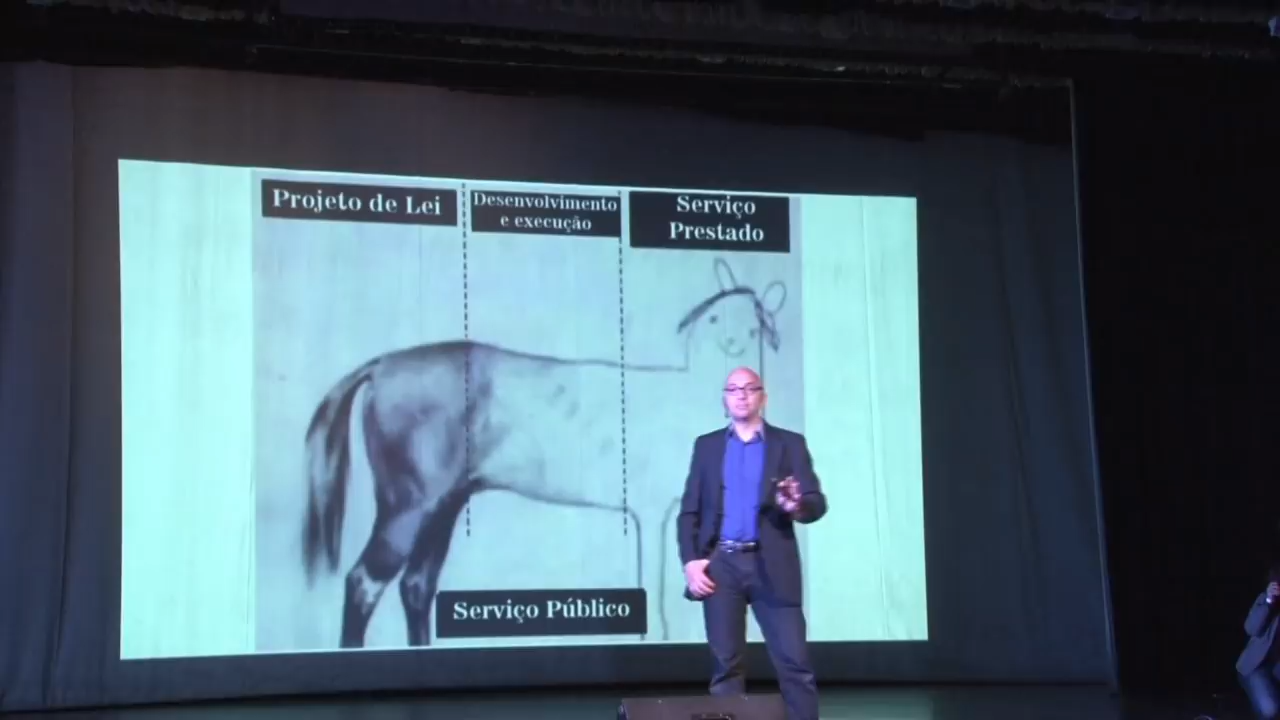 Projeto de Lei
Desenvolvimento
e execução
Serviço
Prestado
Serviço Público